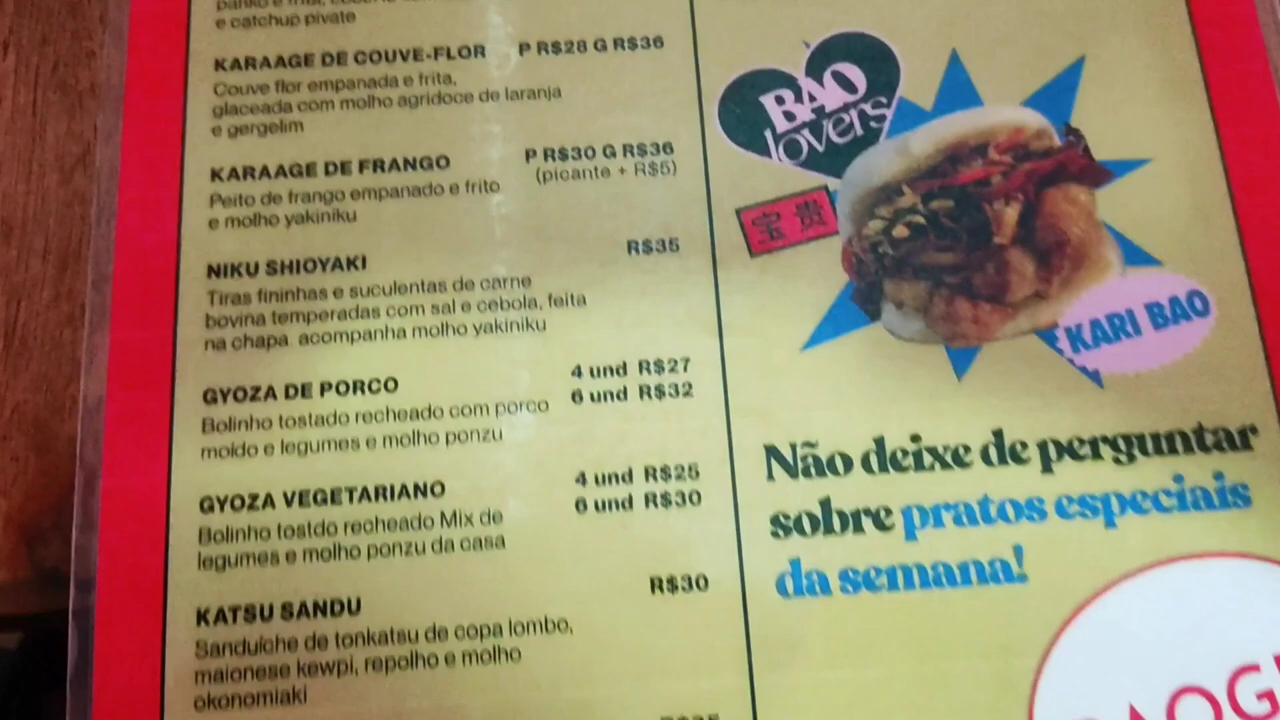 e catchup pivate
KARAAGE DE COUVE-FLOR P R$28 G R$36
Couve flor empanada e frita,
glaceada com molho agridoce de laranja
e gergelim
KARAAGE DE FRANGO P R$30 G R$36
(picante + R$5)
Peito de frango empanado e frito
e molho yakiniku
NIKU SHIOYAKI R$35
Tiras fininhas e suculentas de carne
bovina temperadas com sal e cebola, feita
na chapa. acompanha molho yakiniku
GYOZA DE PORCO 4 und R$27
6 und R$32
Bolinho tostado recheado com porco
moido e legumes e molho ponzu
GYOZA VEGETARIANO 4 und R$25
6 und R$30
Bolinho tostdo recheado Mix de
legumes e molho ponzu da casa
KATSU SANDU R$30
Sanduíche de tonkatsu de copa lombo,
maionese kewpi, repolho e molho
okonomiaki
BAO
lovers
宝貴
KARI BAO
Não deixe de perguntar
sobre pratos especiais
da semana!